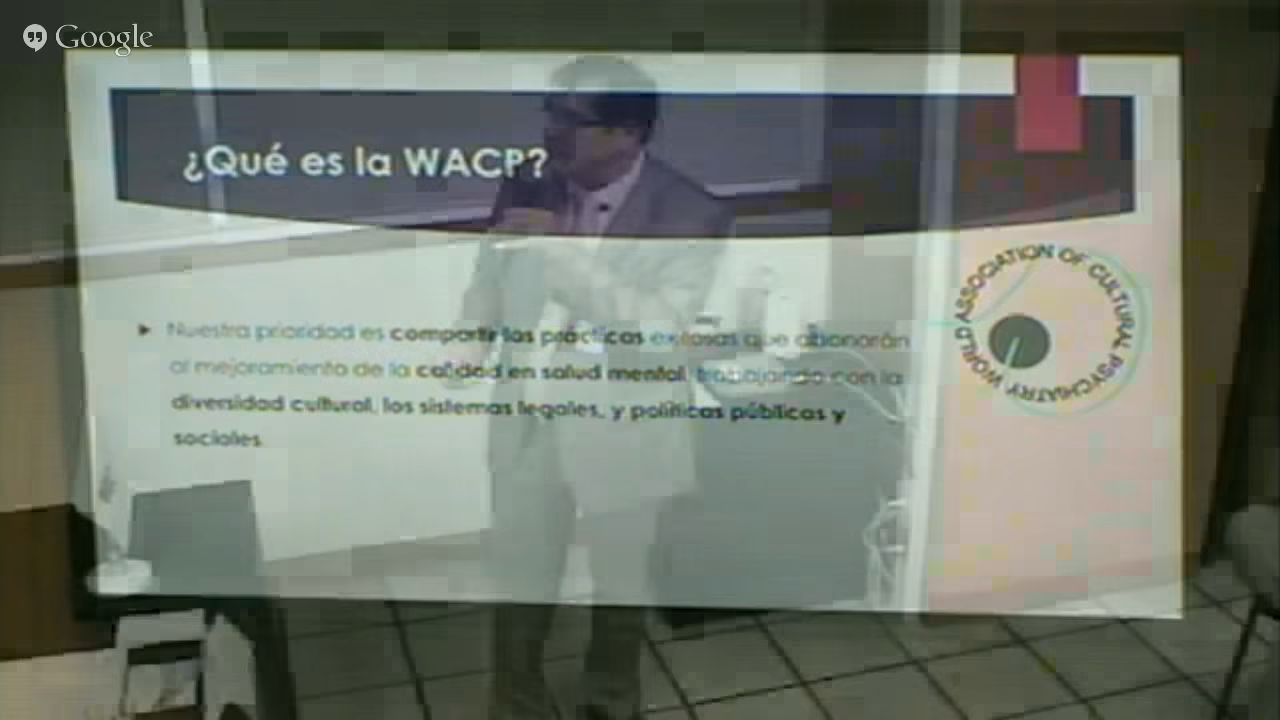 Google
¿Qué es la WACP?
Nuestra prioridad es compartir las prácticas exitosas que abonarán
al mejoramiento de la calidad en salud mental, trabajando con la
diversidad cultural, los sistemas legales, y políticas públicas y
sociales
WORLD ASSOCIATION OF CULTURAL PSYCHIATRY